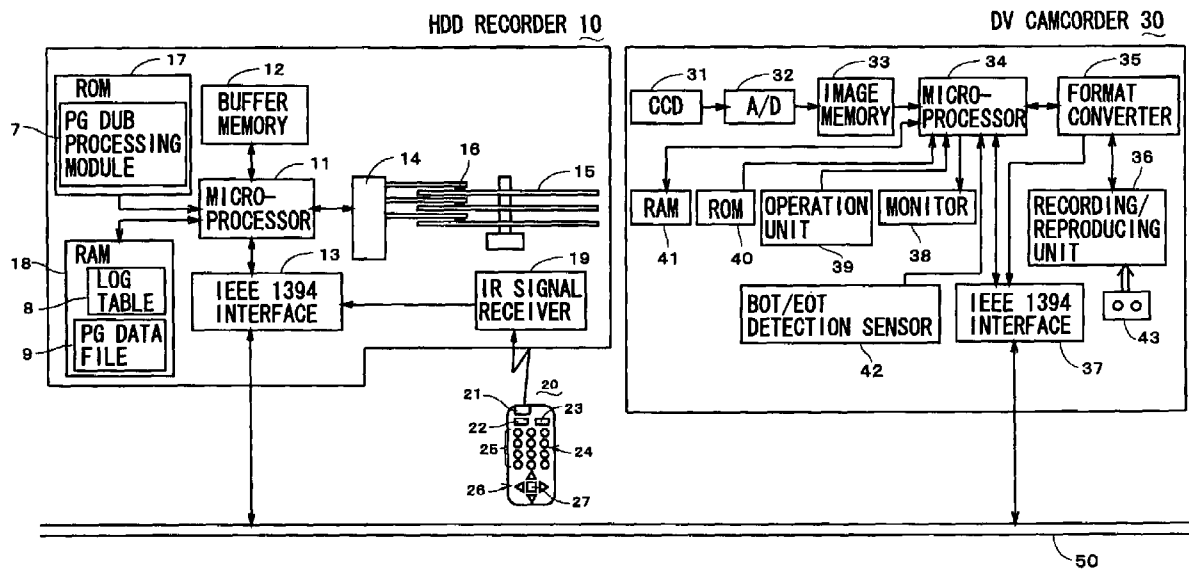 HDD RECORDER 10
17
ROM
7
PG DUB
PROCESSING
MODULE
12
BUFFER
MEMORY
11
MICRO-
PROCESSOR
14
16
15
18
RAM
8
LOG
TABLE
9
PG DATA
FILE
13
IEEE 1394
INTERFACE
19
IR SIGNAL
RECEIVER
20
21
22
23
24
25
26
27
DV CAMCORDER 30
31
CCD
32
A/D
33
IMAGE
MEMORY
34
MICRO-
PROCESSOR
35
FORMAT
CONVERTER
36
RECORDING/
REPRODUCING
UNIT
RAM
41
ROM
40
OPERATION
UNIT
39
MONITOR
38
BOT/EOT
DETECTION SENSOR
42
IEEE 1394
INTERFACE
37
43
50